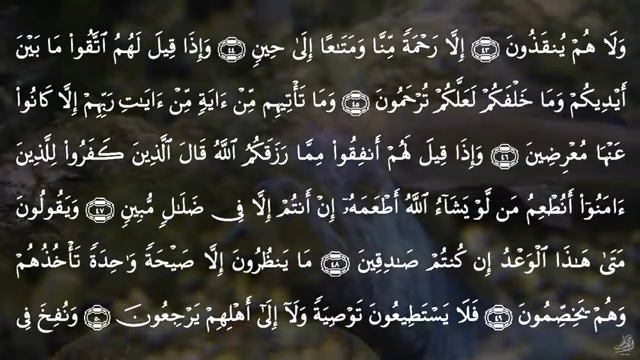 وَلَا هُمْ يُنقَذُونَ ٤٣ إِلَّا رَحْمَةً مِّنَّا وَمَتَـٰعًا إِلَىٰ حِينٍ ٤٤ وَإِذَا قِيلَ لَهُمُ ٱتَّقُوا۟ مَا بَيْنَ
أَيْدِيكُمْ وَمَا خَلْفَكُمْ لَعَلَّكُمْ تُرْحَمُونَ ٤٥ وَمَا تَأْتِيهِم مِّنْ ءَايَةٍ مِّنْ ءَايَـٰتِ رَبِّهِمْ إِلَّا كَانُوا۟
عَنْهَا مُعْرِضِينَ ٤٦ وَإِذَا قِيلَ لَهُمْ أَنفِقُوا۟ مِمَّا رَزَقَكُمُ ٱللَّهُ قَالَ ٱلَّذِينَ كَفَرُوا۟ لِلَّذِينَ
ءَامَنُوٓا۟ أَنُطْعِمُ مَن لَّوْ يَشَآءُ ٱللَّهُ أَطْعَمَهُۥٓ إِنْ أَنتُمْ إِلَّا فِى ضَلَـٰلٍ مُّبِينٍ ٤٧ وَيَقُولُونَ
مَتَىٰ هَـٰذَا ٱلْوَعْدُ إِن كُنتُمْ صَـٰدِقِينَ ٤٨ مَا يَنظُرُونَ إِلَّا صَيْحَةً وَٰحِدَةً تَأْخُذُهُمْ
وَهُمْ يَخِصِّمُونَ ٤٩ فَلَا يَسْتَطِيعُونَ تَوْصِيَةً وَلَآ إِلَىٰٓ أَهْلِهِمْ يَرْجِعُونَ ٥٠ وَنُفِخَ فِى